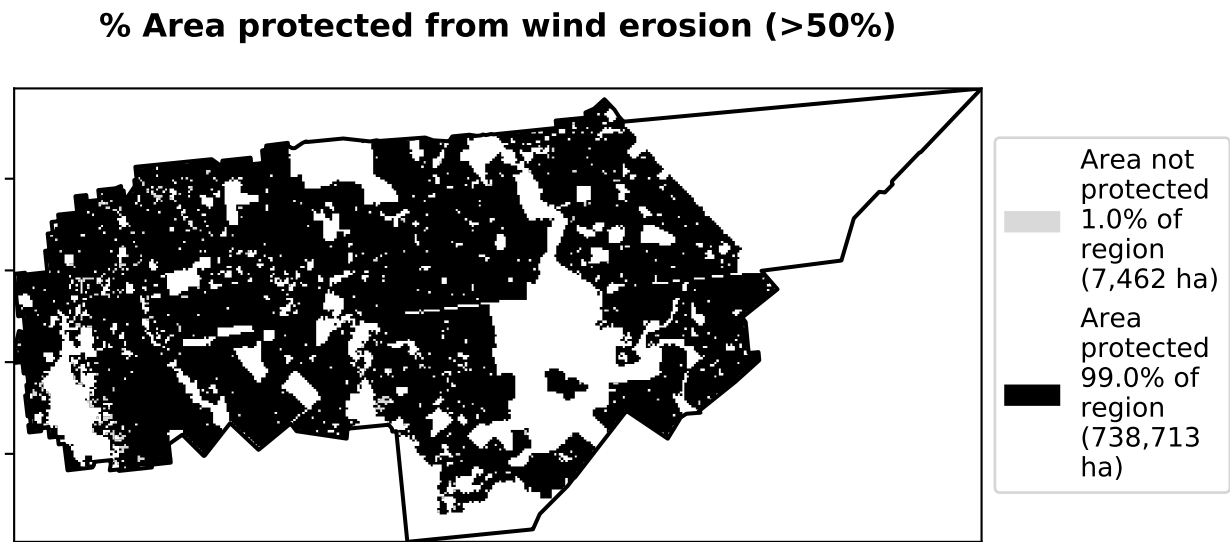 % Area protected from wind erosion (>50%)
Area not
protected
1.0% of
region
(7,462 ha)
Area
protected
99.0% of
region
(738,713
ha)